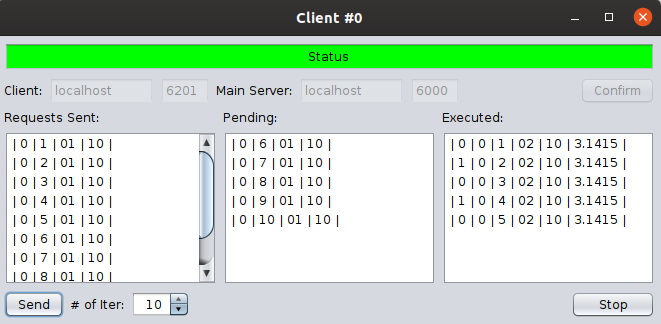 Client #0
Status
Client: localhost 6201 Main Server: localhost 6000 Confirm
Requests Sent: Pending: Executed:
| 0 | 1 | 01 | 10 |
| 0 | 2 | 01 | 10 |
| 0 | 3 | 01 | 10 |
| 0 | 4 | 01 | 10 |
| 0 | 5 | 01 | 10 |
| 0 | 6 | 01 | 10 |
| 0 | 7 | 01 | 10 |
| 0 | 8 | 01 | 10 |
| 0 | 6 | 01 | 10 |
| 0 | 7 | 01 | 10 |
| 0 | 8 | 01 | 10 |
| 0 | 9 | 01 | 10 |
| 0 | 10 | 01 | 10 |
| 0 | 0 | 1 | 02 | 10 | 3.1415 |
| 1 | 0 | 2 | 02 | 10 | 3.1415 |
| 0 | 0 | 3 | 02 | 10 | 3.1415 |
| 1 | 0 | 4 | 02 | 10 | 3.1415 |
| 0 | 0 | 5 | 02 | 10 | 3.1415 |
Send # of Iter: 10 Stop